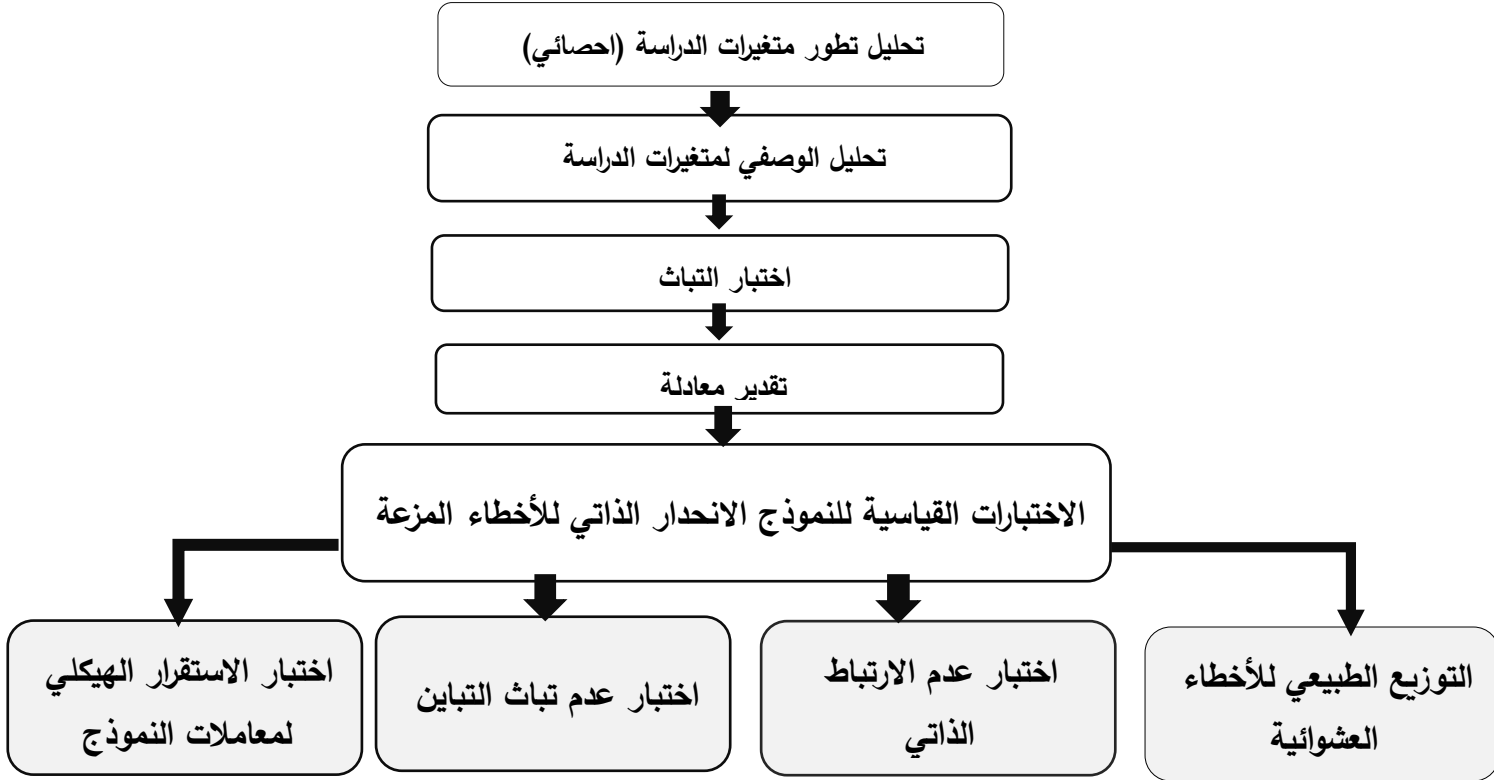 تحليل تطور متغيرات الدراسة (احصائي)
تحليل الوصفي لمتغيرات الدراسة
اختبار التباث
تقدير معادلة
الاختبارات القياسية للنموذج الانحدار الذاتي للأخطاء المزعة
التوزيع الطبيعي للأخطاء
العشوائية
اختبار عدم الارتباط
الذاتي
اختبار عدم تباث التباين
اختبار الاستقرار الهيكلي
لمعاملات النموذج